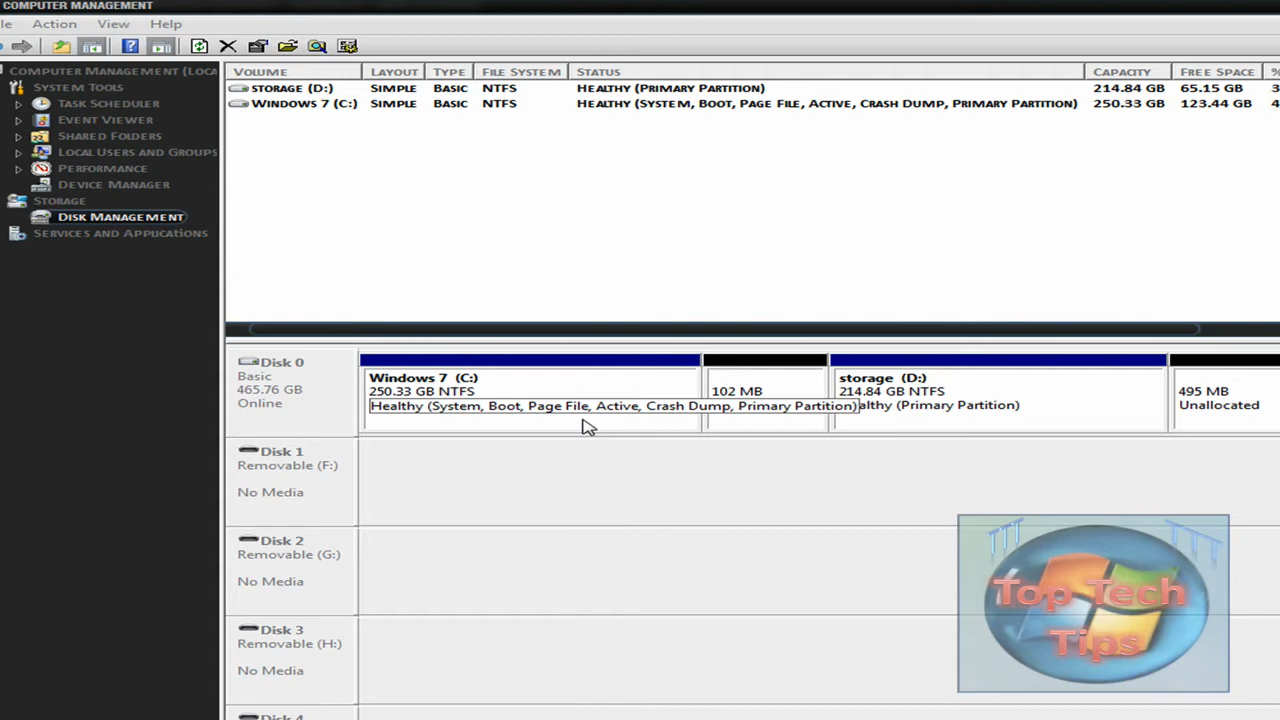 COMPUTER MANAGEMENT
le Action View Help
COMPUTER MANAGEMENT (LOCA
SYSTEM TOOLS
TASK SCHEDULER
EVENT VIEWER
SHARED FOLDERS
LOCAL USERS AND GROUPS
PERFORMANCE
DEVICE MANAGER
STORAGE
DISK MANAGEMENT
SERVICES AND APPLICATIONS
VOLUME LAYOUT TYPE FILE SYSTEM STATUS CAPACITY FREE SPACE %
STORAGE (D:) SIMPLE BASIC NTFS HEALTHY (PRIMARY PARTITION) 214.84 GB 65.15 GB 3
WINDOWS 7 (C:) SIMPLE BASIC NTFS HEALTHY (SYSTEM, BOOT, PAGE FILE, ACTIVE, CRASH DUMP, PRIMARY PARTITION) 250.33 GB 123.44 GB 4
Disk 0
Basic
465.76 GB
Online
Windows 7 (C:)
250.33 GB NTFS
Healthy (System, Boot, Page File, Active, Crash Dump, Primary Partition)
102 MB
storage (D:)
214.84 GB NTFS
althy (Primary Partition)
495 MB
Unallocated
Disk 1
Removable (F:)
No Media
Disk 2
Removable (G:)
No Media
Disk 3
Removable (H:)
No Media
Disk 4
TTT
Top Tech
Tips